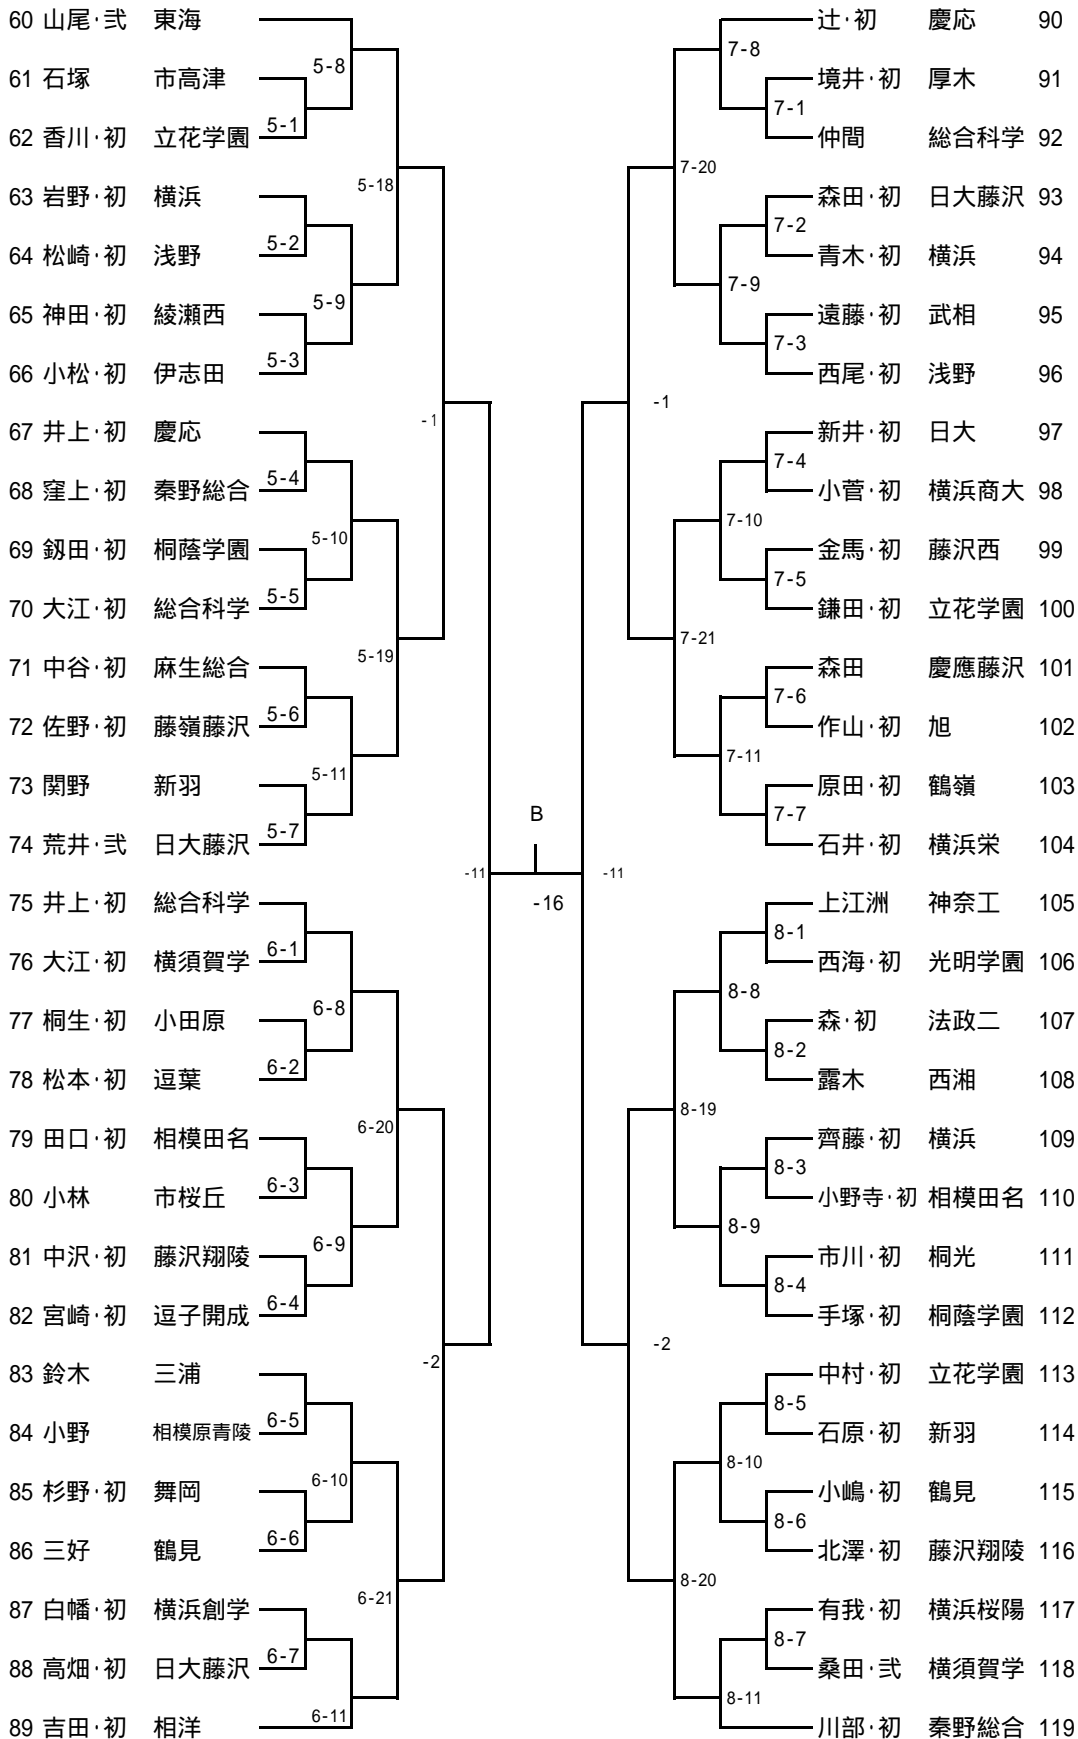 60 山尾·弐 東海
5-8
61 石塚 市高津
5-1
62 香川·初 立花学園
5-18
63 岩野·初 横浜
5-2
64 松崎·初 浅野
5-9
65 神田·初 綾瀬西
5-3
66 小松·初 伊志田
-1
67 井上·初 慶応
5-4
68 窪上·初 秦野総合
5-10
69 釼田·初 桐蔭学園
5-5
70 大江·初 総合科学
5-19
71 中谷·初 麻生総合
5-6
72 佐野·初 藤嶺藤沢
5-11
73 関野 新羽
5-7
74 荒井·弐 日大藤沢
-11
75 井上·初 総合科学
6-1
76 大江·初 横須賀学
6-8
77 桐生·初 小田原
6-2
78 松本·初 逗葉
6-20
79 田口·初 相模田名
6-3
80 小林 市桜丘
6-9
81 中沢·初 藤沢翔陵
6-4
82 宮崎·初 逗子開成
-2
83 鈴木 三浦
6-5
84 小野 相模原青陵
6-10
85 杉野·初 舞岡
6-6
86 三好 鶴見
6-21
87 白幡·初 横浜創学
6-7
88 高畑·初 日大藤沢
6-11
89 吉田·初 相洋
B
-16
辻·初 慶応 90
7-8
境井·初 厚木 91
7-1
仲間 総合科学 92
7-20
森田·初 日大藤沢 93
7-2
青木·初 横浜 94
7-9
遠藤·初 武相 95
7-3
西尾·初 浅野 96
-1
新井·初 日大 97
7-4
小菅·初 横浜商大 98
7-10
金馬·初 藤沢西 99
7-5
鎌田·初 立花学園 100
7-21
森田 慶應藤沢 101
7-6
作山·初 旭 102
7-11
原田·初 鶴嶺 103
7-7
石井·初 横浜栄 104
-11
上江洲 神奈工 105
8-1
西海·初 光明学園 106
8-8
森·初 法政二 107
8-2
露木 西湘 108
8-19
齊藤·初 横浜 109
8-3
小野寺·初 相模田名 110
8-9
市川·初 桐光 111
8-4
手塚·初 桐蔭学園 112
-2
中村·初 立花学園 113
8-5
石原·初 新羽 114
8-10
小嶋·初 鶴見 115
8-6
北澤·初 藤沢翔陵 116
8-20
有我·初 横浜桜陽 117
8-7
桑田·弐 横須賀学 118
8-11
川部·初 秦野総合 119